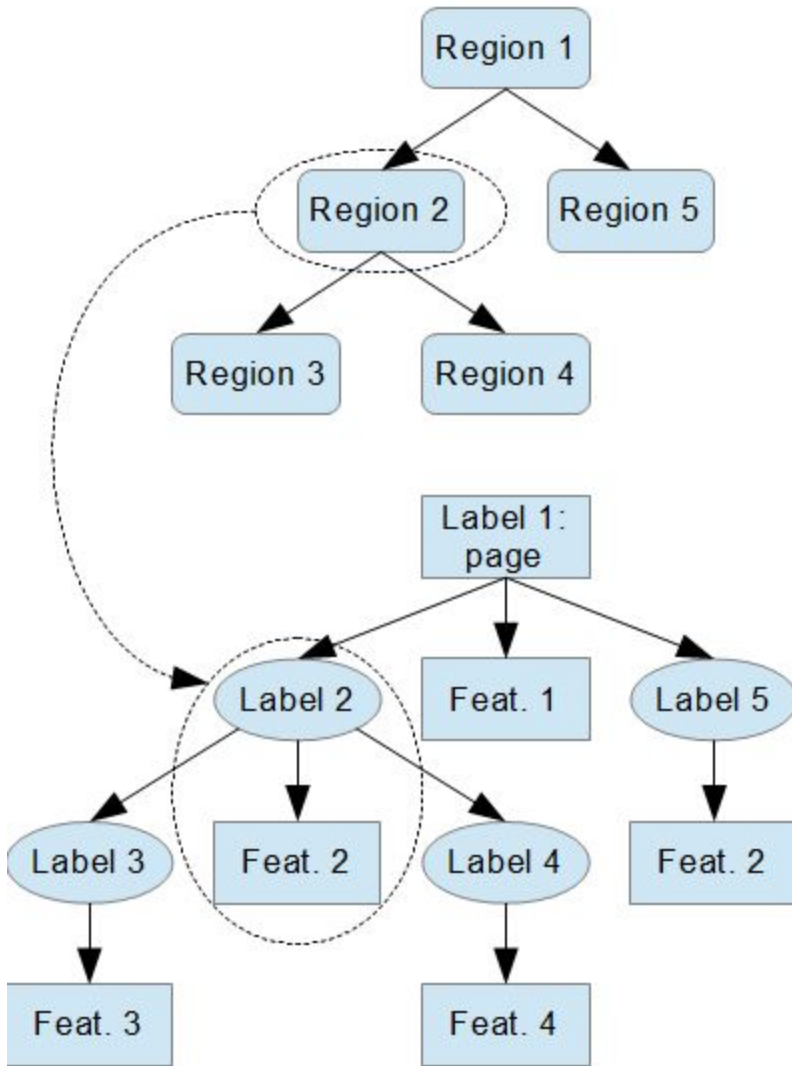 Region 1
Region 2
Region 5
Region 3
Region 4
Label 1:
page
Label 2
Feat. 1
Label 5
Label 3
Feat. 2
Label 4
Feat. 2
Feat. 3
Feat. 4